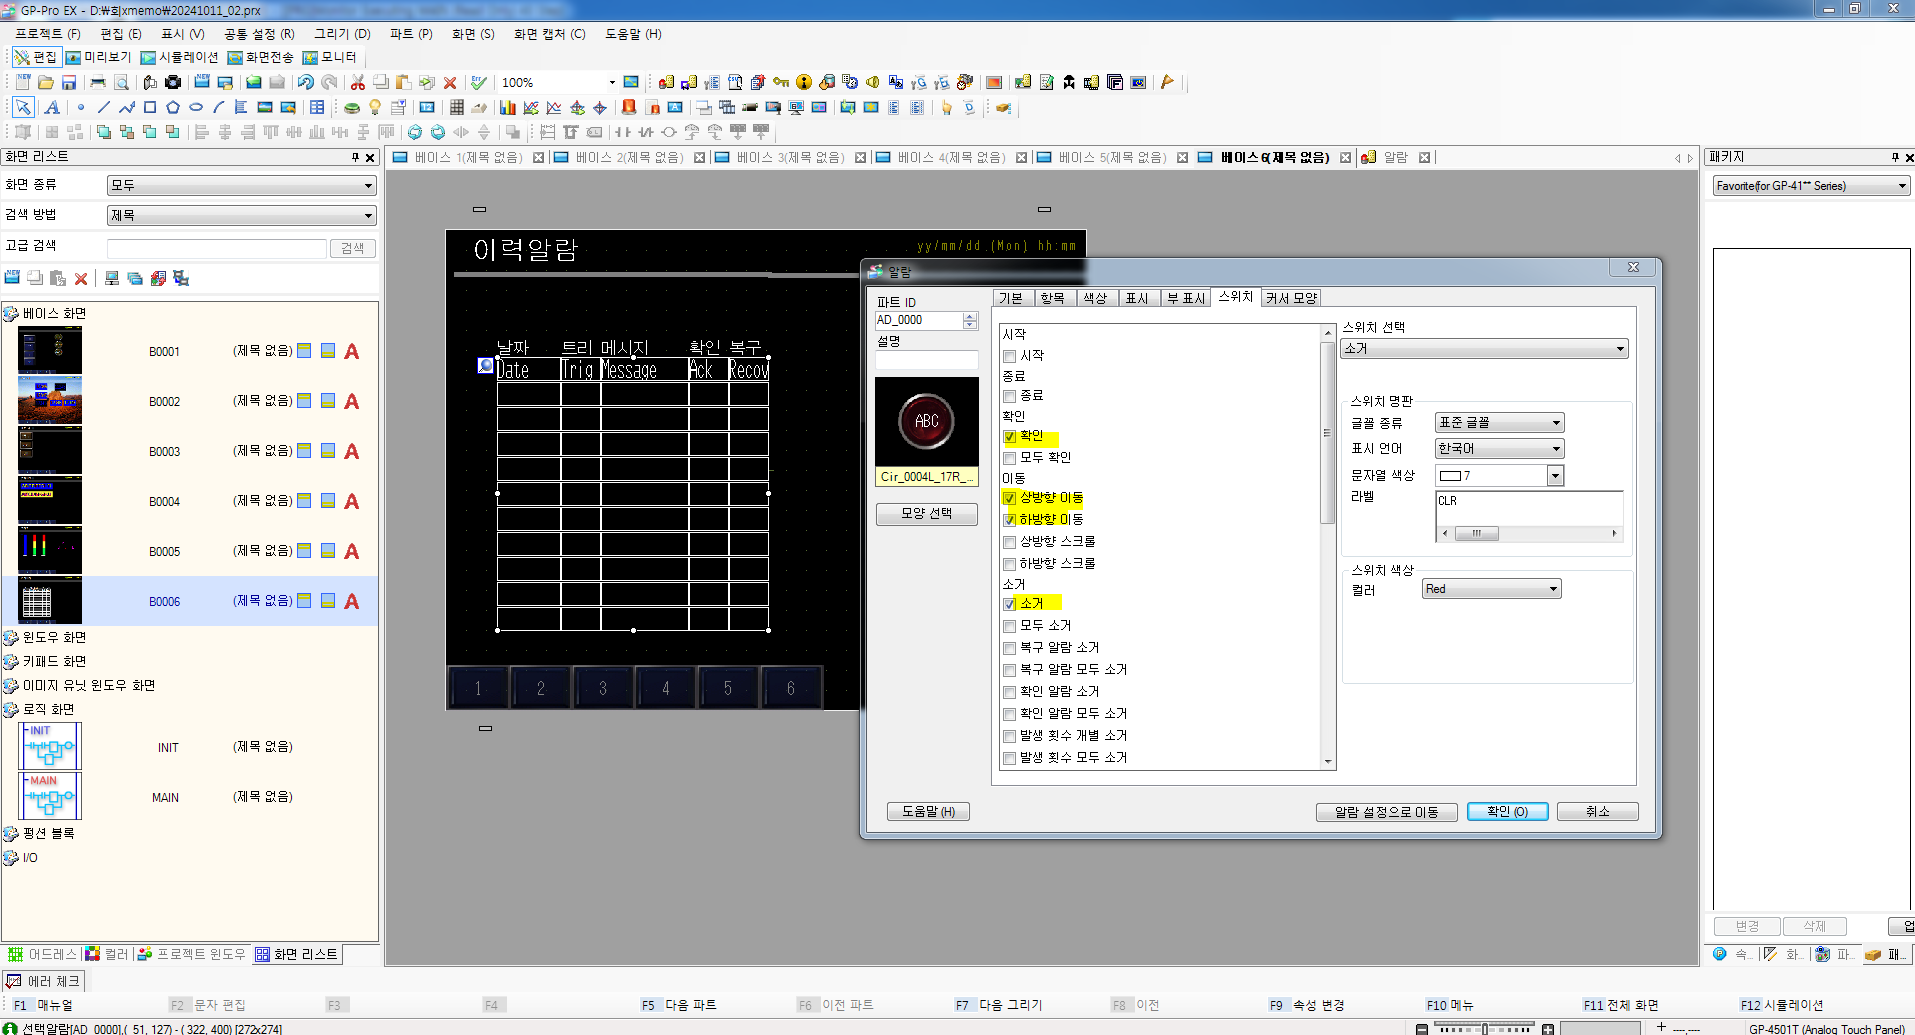 GP-Pro EX - D:₩회xmemo₩20241011_02.prx
프로젝트 (F) 편집 (E) 표시 (V) 공통 설정 (R) 그리기 (D) 파트 (P) 화면 (S) 화면 캡처 (C) 도움말 (H)
편집 미리보기 시뮬레이션 화면전송 모니터
100%
화면 리스트
화면 종류 모두
검색 방법 제목
고급 검색 검색
베이스 화면
B0001 (제목 없음) A
B0002 (제목 없음) A
B0003 (제목 없음) A
B0004 (제목 없음) A
B0005 (제목 없음) A
B0006 (제목 없음) A
윈도우 화면
키패드 화면
이미지 유닛 윈도우 화면
로직 화면
INIT INIT (제목 없음)
MAIN MAIN (제목 없음)
펑션 블록
I/O
어드레스 컬러 프로젝트 윈도우 화면 리스트
에러 체크
베이스 1(제목 없음) 베이스 2(제목 없음) 베이스 3(제목 없음) 베이스 4(제목 없음) 베이스 5(제목 없음) 베이스6(제목 없음) 알람
이력알람
yy/mm/dd (Mon) hh:mm
날짜 트리 메시지 확인 복구
Date Trig Message Ack Recov
1 2 3 4 5 6
알람
파트 ID
AD_0000
설명
ABC
Cir_0004L_17R_...
모양 선택
기본 항목 색상 표시 부 표시 스위치 커서 모양
시작
시작
종료
종료
확인
확인
모두 확인
이동
상방향 이동
하방향 이동
상방향 스크롤
하방향 스크롤
소거
소거
모두 소거
복구 알람 소거
복구 알람 모두 소거
확인 알람 소거
확인 알람 모두 소거
발생 횟수 개별 소거
발생 횟수 모두 소거
스위치 선택
소거
스위치 명판
글꼴 종류 표준 글꼴
표시 언어 한국어
문자열 색상 7
라벨 CLR
스위치 색상
컬러 Red
도움말 (H) 알람 설정으로 이동 확인 (O) 취소
패키지
Favorite(for GP-41** Series)
변경 삭제 업
속... 화... 파... 패...
F1 매뉴얼 F2 문자 편집 F3 F4 F5 다음 파트 F6 이전 파트 F7 다음 그리기 F8 이전 F9 속성 변경 F10 메뉴 F11 전체 화면 F12 시뮬레이션
선택알람[AD_0000],( 51, 127) - ( 322, 400) [272x274] ----,---- GP-4501T (Analog Touch Panel)